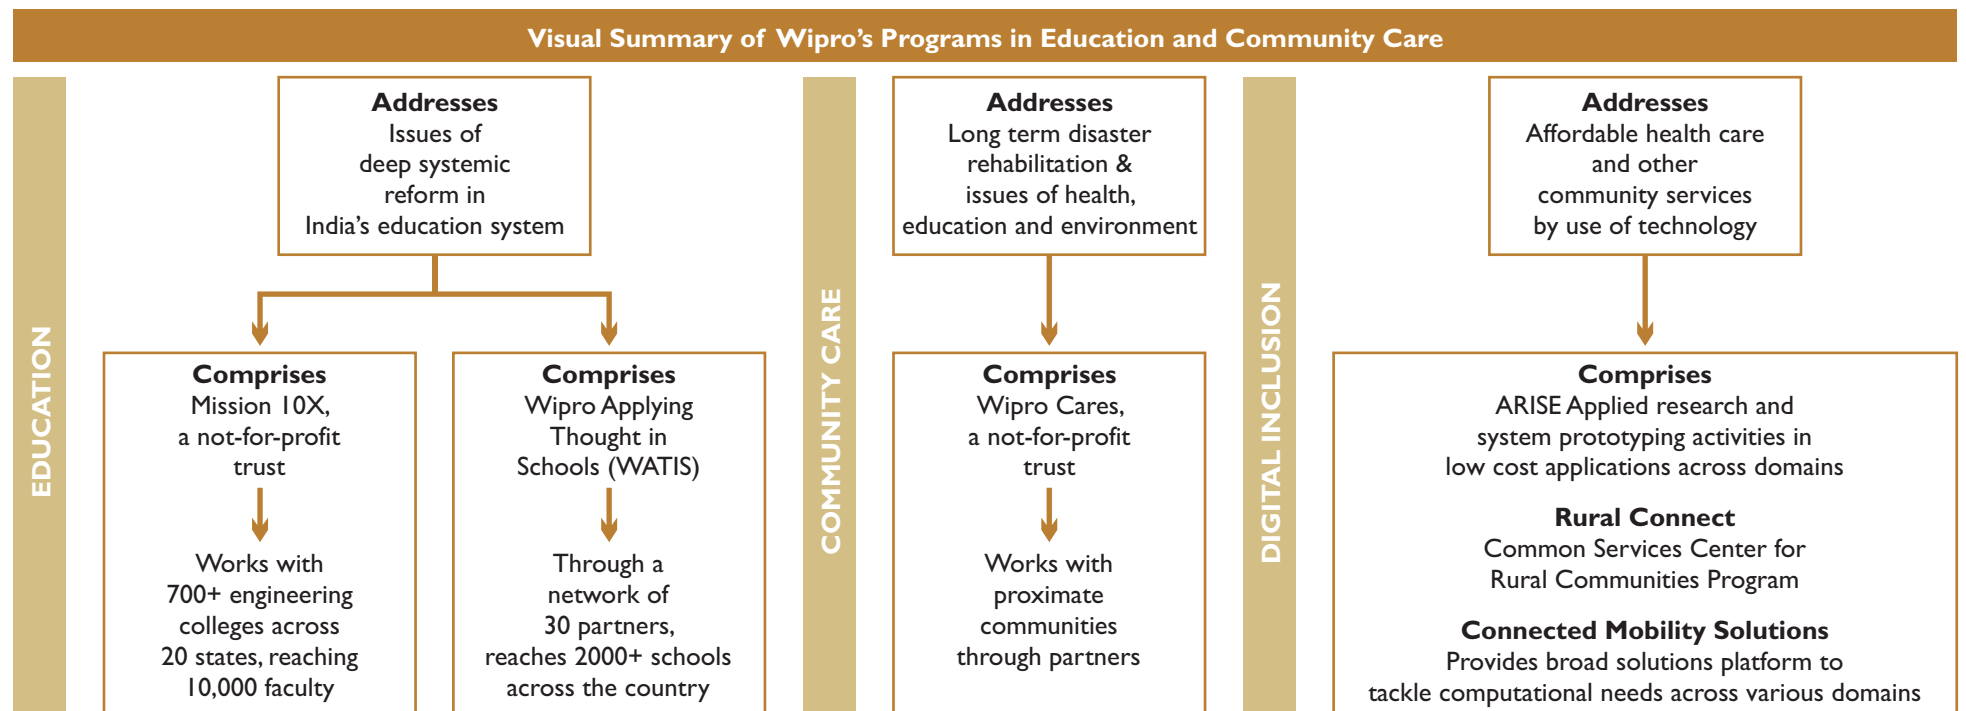 Visual Summary of Wipro's Programs in Education and Community Care
EDUCATION
Addresses
Issues of
deep systemic
reform in
India's education system
Comprises
Mission 10X,
a not-for-profit
trust
Works with
700+ engineering
colleges across
20 states, reaching
10,000 faculty
Comprises
Wipro Applying
Thought in
Schools (WATIS)
Through a
network of
30 partners,
reaches 2000+ schools
across the country
COMMUNITY CARE
Addresses
Long term disaster
rehabilitation &
issues of health,
education and environment
Comprises
Wipro Cares,
a not-for-profit
trust
Works with
proximate
communities
through partners
DIGITAL INCLUSION
Addresses
Affordable health care
and other
community services
by use of technology
Comprises
ARISE Applied research and
system prototyping activities in
low cost applications across domains
Rural Connect
Common Services Center for
Rural Communities Program
Connected Mobility Solutions
Provides broad solutions platform to
tackle computational needs across various domains